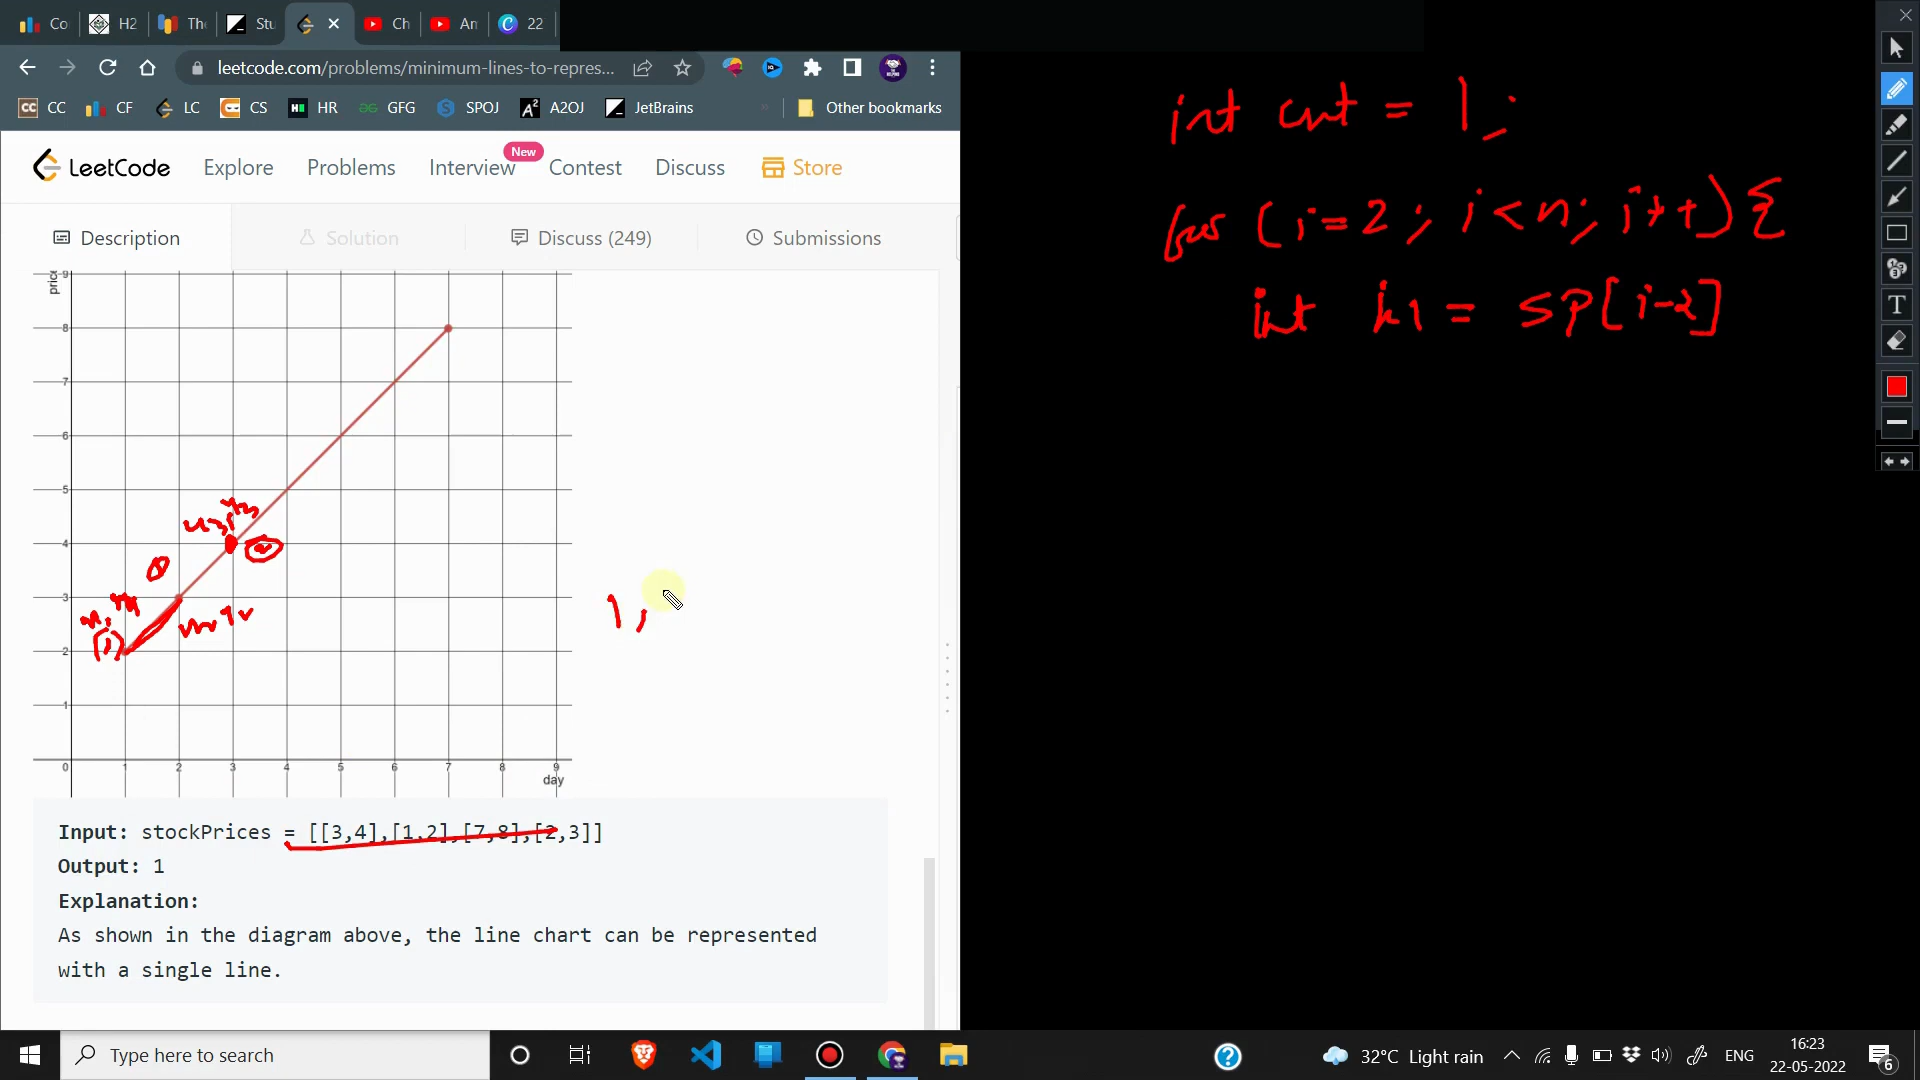 Co
H2
Th
Stu
Ch
An
22
leetcode.com/problems/minimum-lines-to-repres...
CC
CF
LC
CS
HR
GFG
SPOJ
A2OJ
JetBrains
»
Other bookmarks
LeetCode
Explore
Problems
Interview
New
Contest
Discuss
Store
Description
Solution
Discuss (249)
Submissions
price
9
8
7
6
5
4
3
2
1
0
1 2 3 4 5 6 7 8 9
day
1,
Input: stockPrices = [[3,4],[1,2],[7,8],[2,3]]
Output: 1
Explanation:
As shown in the diagram above, the line chart can be represented
with a single line.
int cnt = 1;
for (i=2; i<n; i++) {
int x1 = SP[i-2]
T
Type here to search
32°C Light rain
ENG
16:23
22-05-2022
6